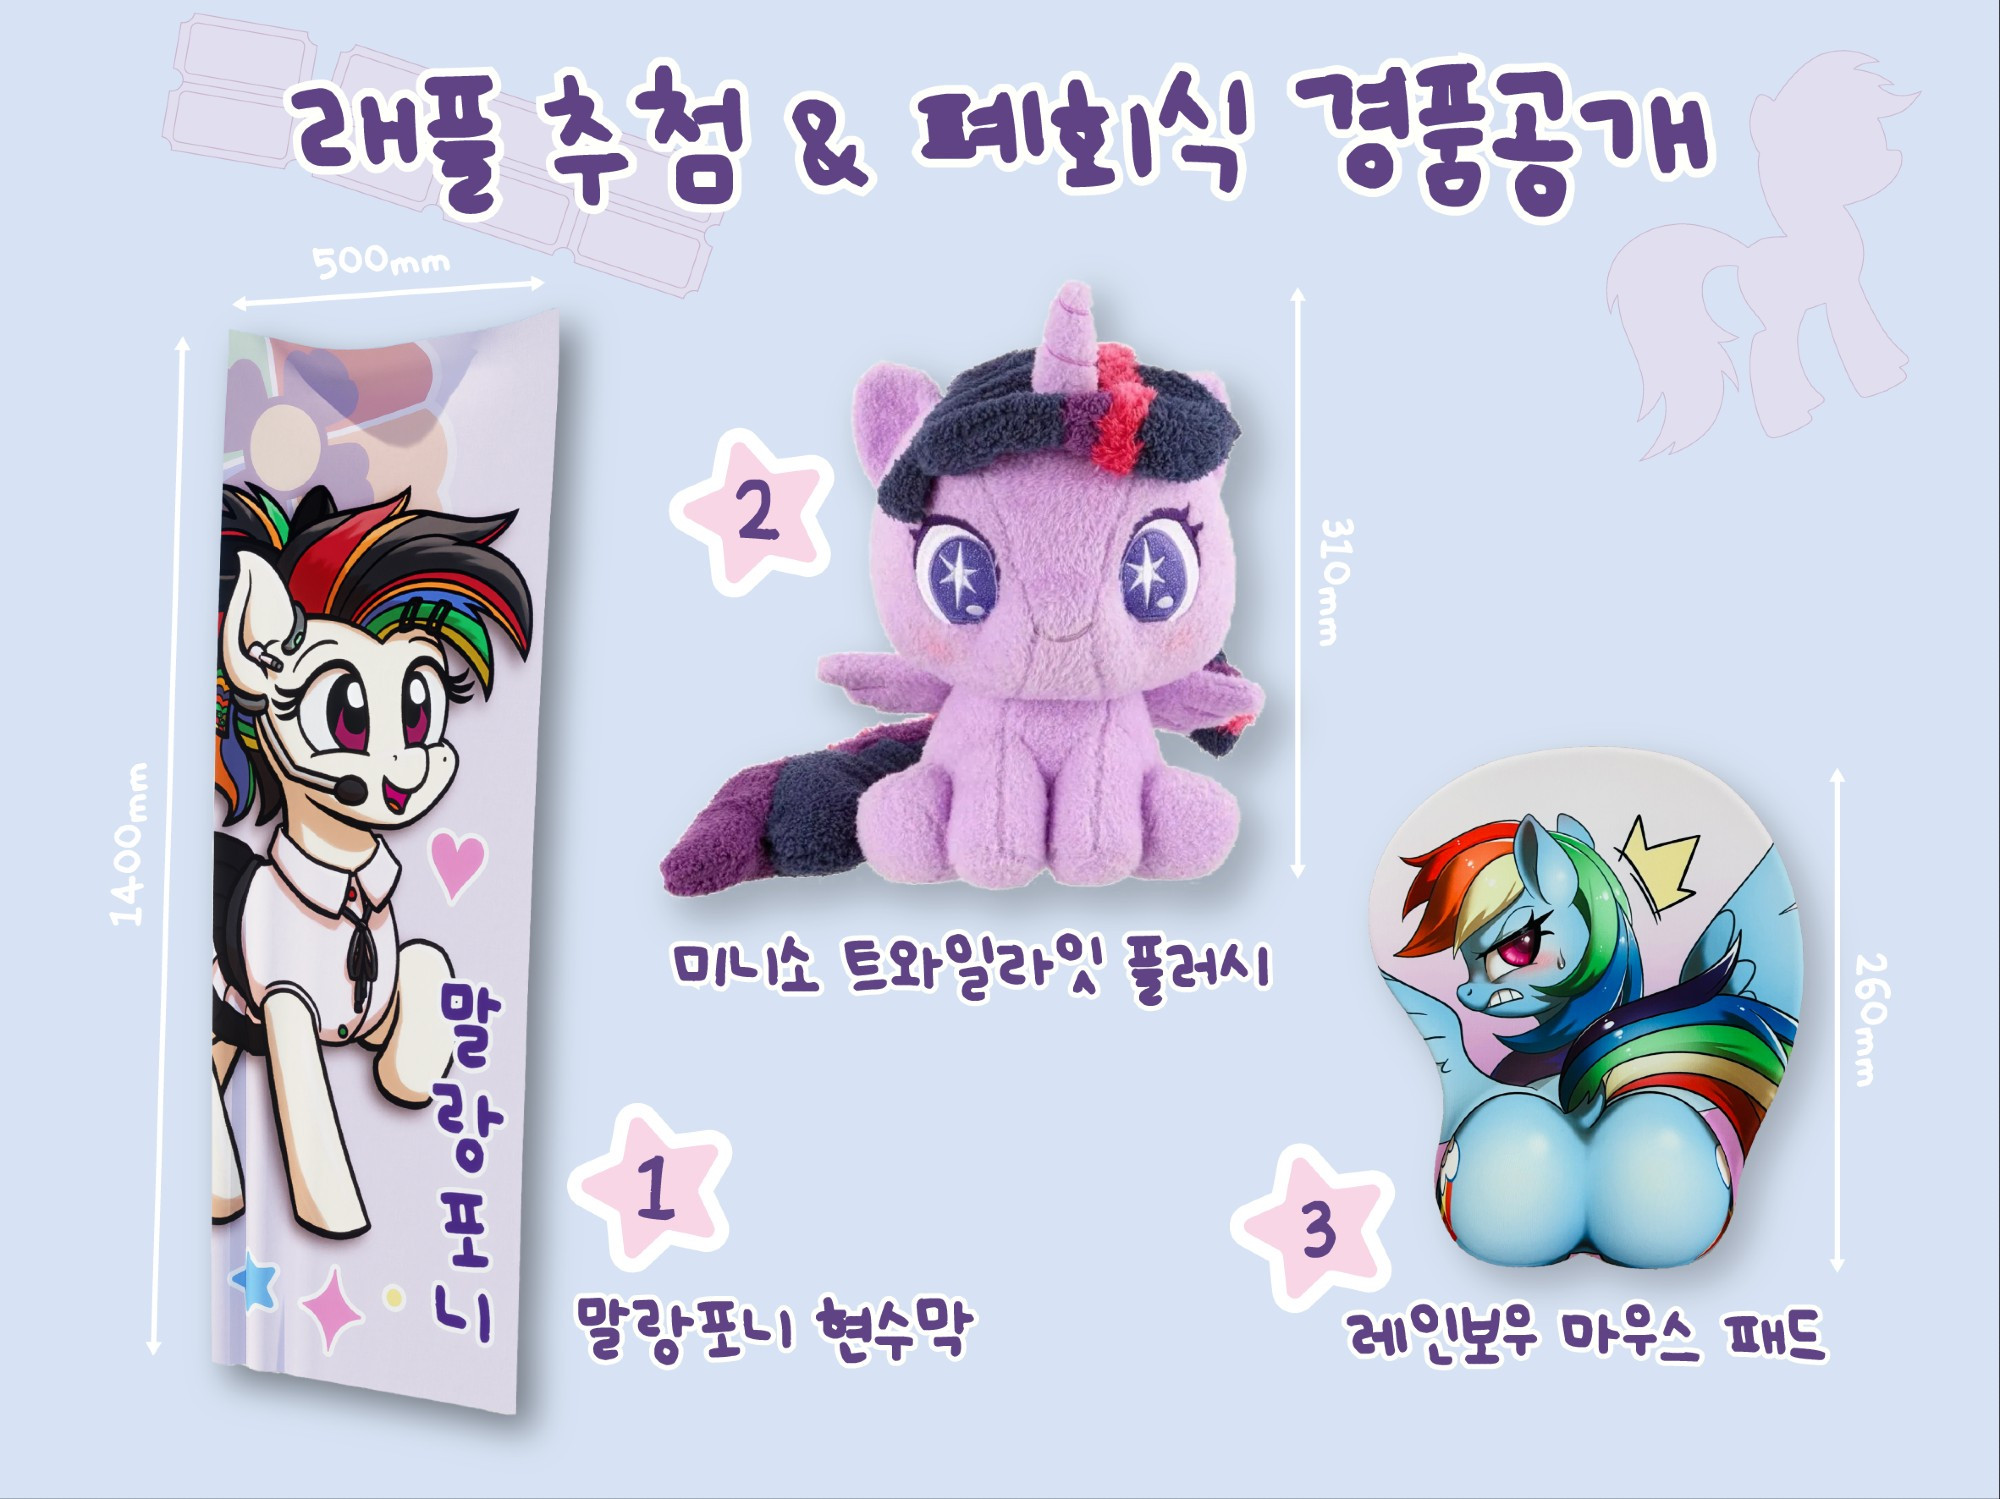 래플 추첨 & 폐회식 경품공개
500mm
1400mm
말랑포니
1
말랑포니 현수막
2
310mm
미니소 트와일라잇 플러시
3
260mm
레인보우 마우스 패드